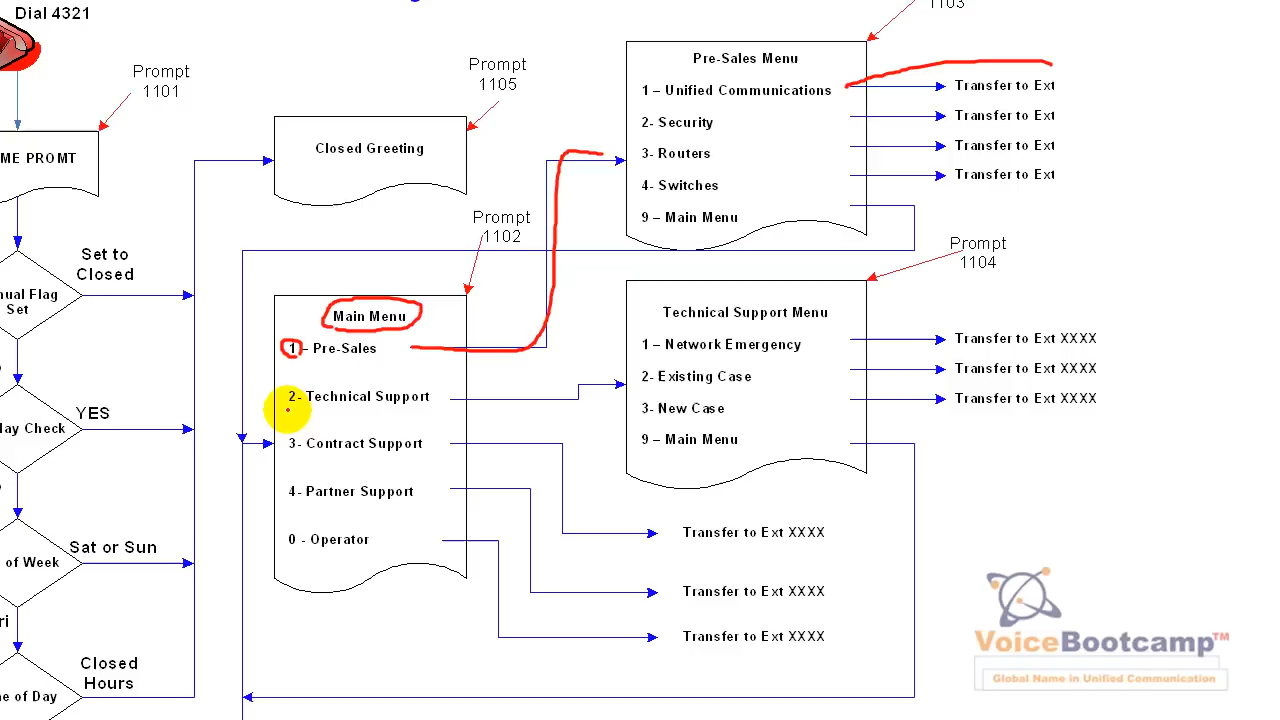 Dial 4321
Prompt
1101
ME PROMT
Set to
Closed
nual Flag
Set
YES
lay Check
Sat or Sun
of Week
ri
Closed
Hours
ne of Day
Prompt
1105
Closed Greeting
Prompt
1102
Main Menu
1 – Pre-Sales
2- Technical Support
3- Contract Support
4- Partner Support
0 - Operator
1103
Pre-Sales Menu
1 – Unified Communications
2- Security
3- Routers
4- Switches
9 – Main Menu
Transfer to Ext
Transfer to Ext
Transfer to Ext
Transfer to Ext
Prompt
1104
Technical Support Menu
1 – Network Emergency
2- Existing Case
3- New Case
9 – Main Menu
Transfer to Ext XXXX
Transfer to Ext XXXX
Transfer to Ext XXXX
Transfer to Ext XXXX
Transfer to Ext XXXX
Transfer to Ext XXXX
VoiceBootcamp™
Global Name in Unified Communication